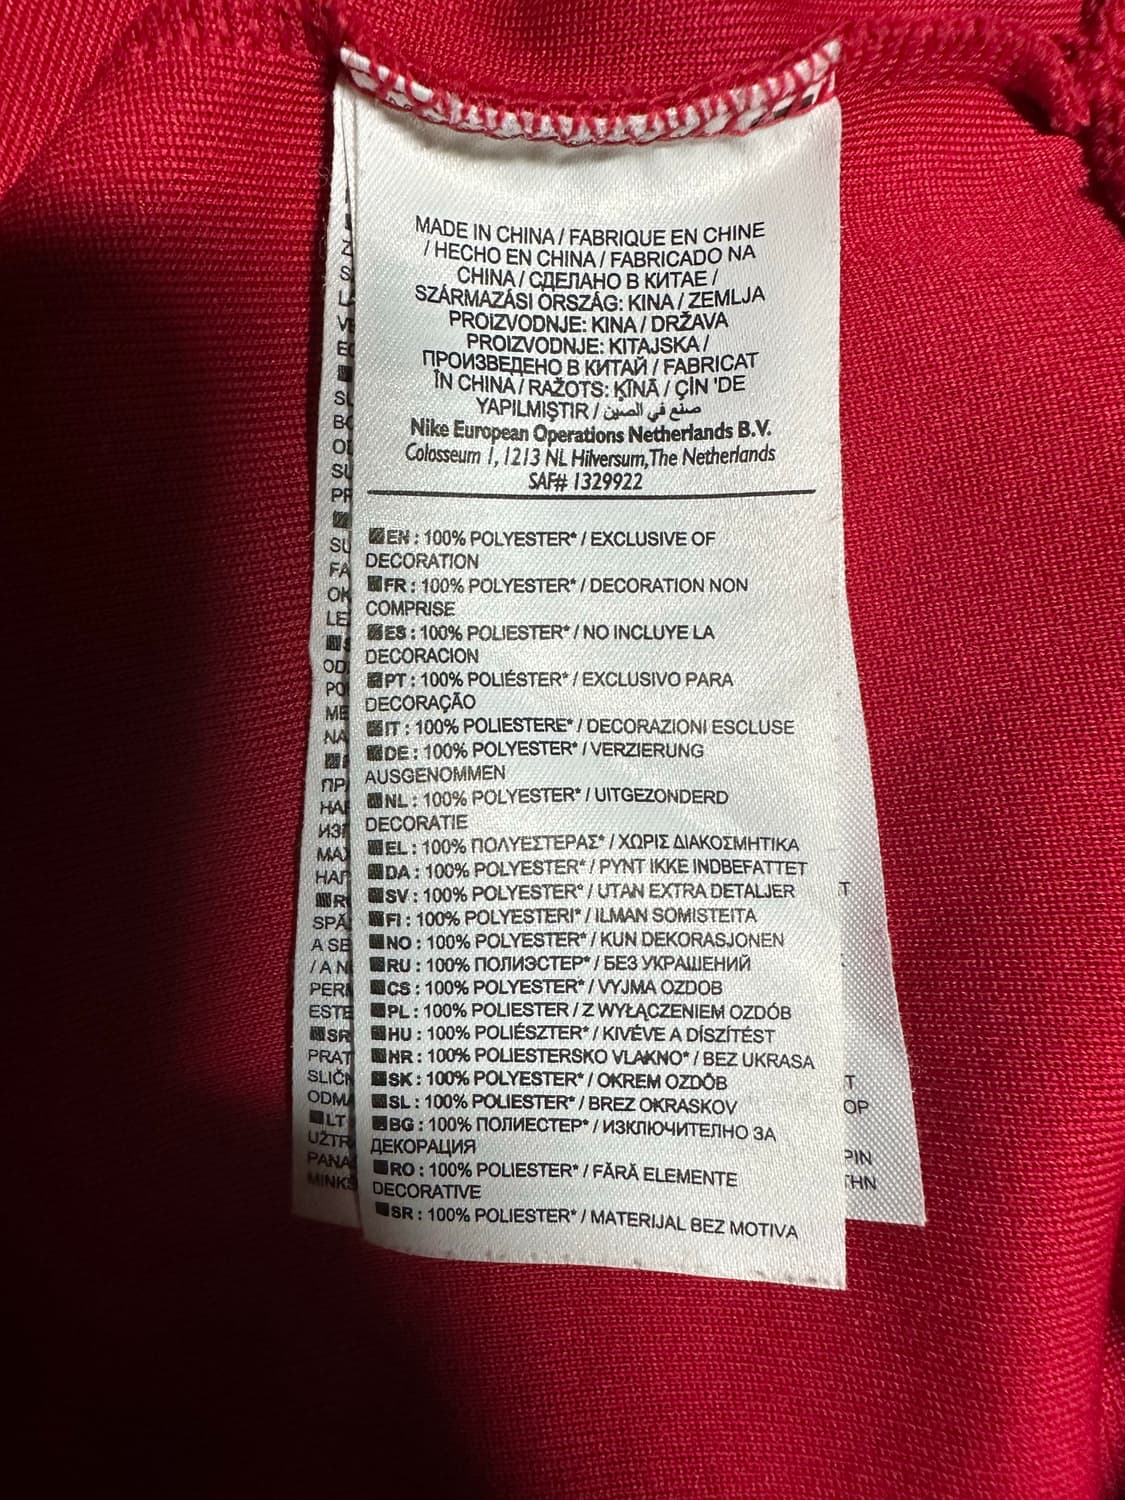 MADE IN CHINA / FABRIQUE EN CHINE
/ HECHO EN CHINA / FABRICADO NA
CHINA / СДЕЛАНО В КИТАЕ /
SZÁRMAZÁSI ORSZÁG: KINA / ZEMLJA
PROIZVODNJE: KINA / DRŽAVA
PROIZVODNJE: KITAJSKA /
ПРОИЗВЕДЕНО В КИТАЙ / FABRICAT
ÎN CHINA / RAŽOTS: ĶĪNĀ / ÇİN 'DE
YAPILMIŞTIR / صنع في الصين
Nike European Operations Netherlands B.V.
Colosseum 1, 1213 NL Hilversum, The Netherlands
SAF# 1329922
EN : 100% POLYESTER* / EXCLUSIVE OF
DECORATION
FR : 100% POLYESTER* / DECORATION NON
COMPRISE
ES : 100% POLIESTER* / NO INCLUYE LA
DECORACION
PT : 100% POLIÉSTER* / EXCLUSIVO PARA
DECORAÇÃO
IT : 100% POLIESTERE* / DECORAZIONI ESCLUSE
DE : 100% POLYESTER* / VERZIERUNG
AUSGENOMMEN
NL : 100% POLYESTER* / UITGEZONDERD
DECORATIE
EL : 100% ΠΟΛΥΕΣΤΕΡΑΣ* / ΧΩΡΙΣ ΔΙΑΚΟΣΜΗΤΙΚΑ
DA : 100% POLYESTER* / PYNT IKKE INDBEFATTET
SV : 100% POLYESTER* / UTAN EXTRA DETALJER
FI : 100% POLYESTERI* / ILMAN SOMISTEITA
NO : 100% POLYESTER* / KUN DEKORASJONEN
RU : 100% ПОЛИЭСТЕР* / БЕЗ УКРАШЕНИЙ
CS : 100% POLYESTER* / VYJMA OZDOB
PL : 100% POLIESTER / Z WYŁĄCZENIEM OZDÓB
HU : 100% POLIÉSZTER* / KIVÉVE A DÍSZÍTÉST
HR : 100% POLIESTERSKO VLAKNO* / BEZ UKRASA
SK : 100% POLYESTER* / OKREM OZDÔB
SL : 100% POLIESTER* / BREZ OKRASKOV
BG : 100% ПОЛИЕСТЕР* / ИЗКЛЮЧИТЕЛНО ЗА
ДЕКОРАЦИЯ
RO : 100% POLIESTER* / FĂRĂ ELEMENTE
DECORATIVE
SR : 100% POLIESTER* / MATERIJAL BEZ MOTIVA